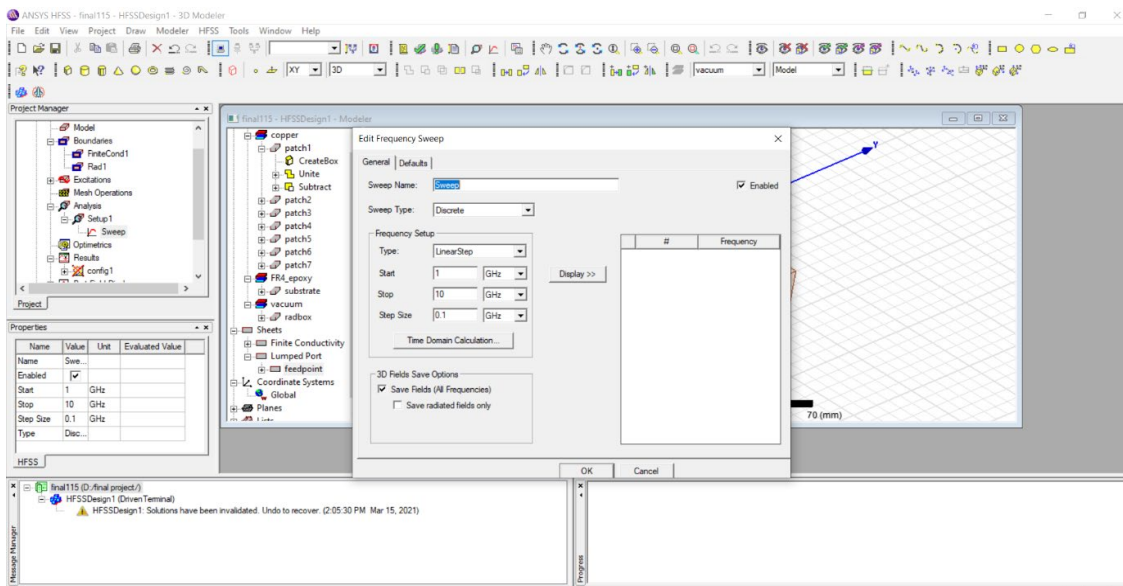 ANSYS HFSS - final115 - HFSSDesign1 - 3D Modeler
File Edit View Project Draw Modeler HFSS Tools Window Help
XY 3D vacuum Model
Project Manager
Model
Boundaries
FiniteCond1
Rad1
Excitations
Mesh Operations
Analysis
Setup1
Sweep
Optimetrics
Results
config1
Project
Properties
Name Value Unit Evaluated Value
Name Swe...
Enabled
Start 1 GHz
Stop 10 GHz
Step Size 0.1 GHz
Type Disc...
HFSS
final115 - HFSSDesign1 - Modeler
copper
patch1
CreateBox
Unite
Subtract
patch2
patch3
patch4
patch5
patch6
patch7
FR4_epoxy
substrate
vacuum
radbox
Sheets
Finite Conductivity
Lumped Port
feedpoint
Coordinate Systems
Global
Planes
Lists
Edit Frequency Sweep
General Defaults
Sweep Name: Sweep Enabled
Sweep Type: Discrete
Frequency Setup
Type: LinearStep
Start 1 GHz
Stop 10 GHz
Step Size 0.1 GHz
Time Domain Calculation...
Display >>
# Frequency
3D Fields Save Options
Save Fields (All Frequencies)
Save radiated fields only
OK Cancel
Y
70 (mm)
Message Manager
final115 (D:/final project/)
HFSSDesign1 (DrivenTerminal)
HFSSDesign1: Solutions have been invalidated. Undo to recover. (2:05:30 PM Mar 15, 2021)
Progress